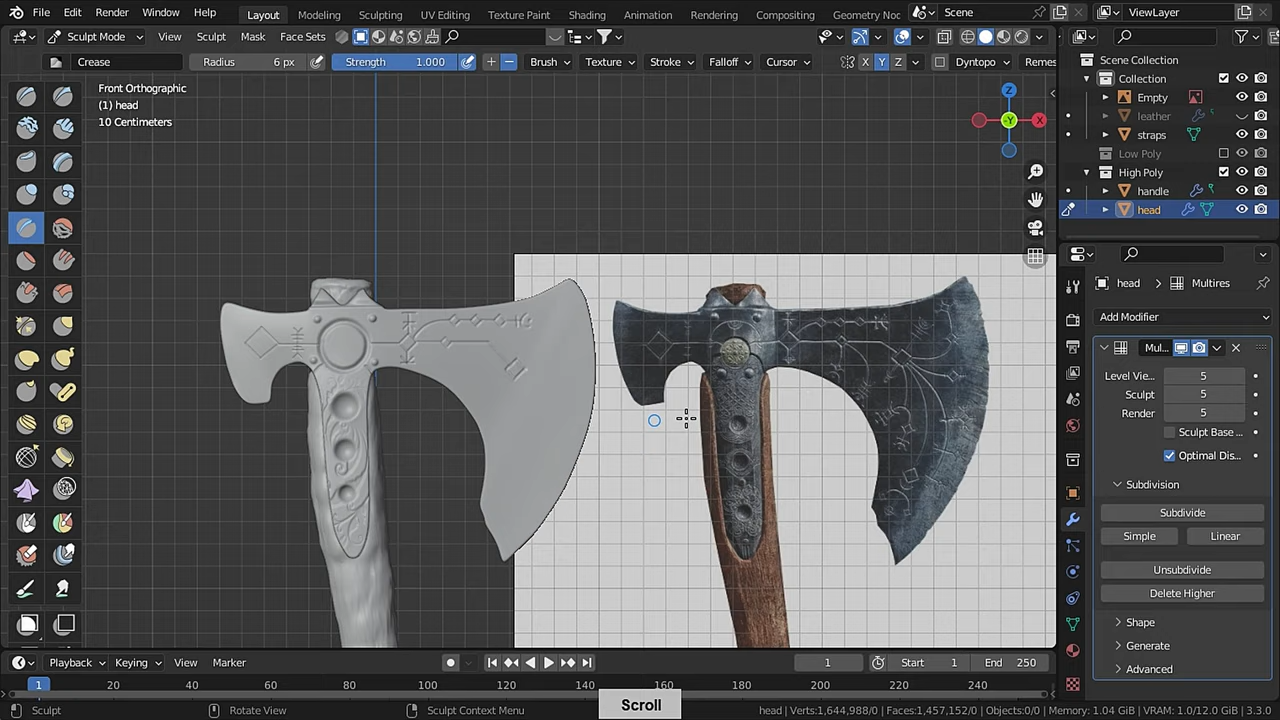 File Edit Render Window Help Layout Modeling Sculpting UV Editing Texture Paint Shading Animation Rendering Compositing Geometry Noc Scene ViewLayer
Sculpt Mode View Sculpt Mask Face Sets
Crease Radius 6 px Strength 1.000 Brush Texture Stroke Falloff Cursor X Y Z Dyntopo Remes
Front Orthographic
(1) head
10 Centimeters
Z
X
-Y
Scene Collection
Collection
Empty
leather
straps
Low Poly
High Poly
handle
head
head Multires
Add Modifier
Mul...
Level Vie... 5
Sculpt 5
Render 5
Sculpt Base ...
Optimal Dis...
Subdivision
Subdivide
Simple Linear
Unsubdivide
Delete Higher
Shape
Generate
Advanced
Playback Keying View Marker 1 Start 1 End 250
1 20 40 60 80 100 120 140 160 180 200 220 240
Scroll
Sculpt Rotate View Sculpt Context Menu head | Verts:1,644,988/0 | Faces:1,457,152/0 | Objects:0/0 | Memory: 1.04 GiB | VRAM: 1.0/12.0 GiB | 3.3.0